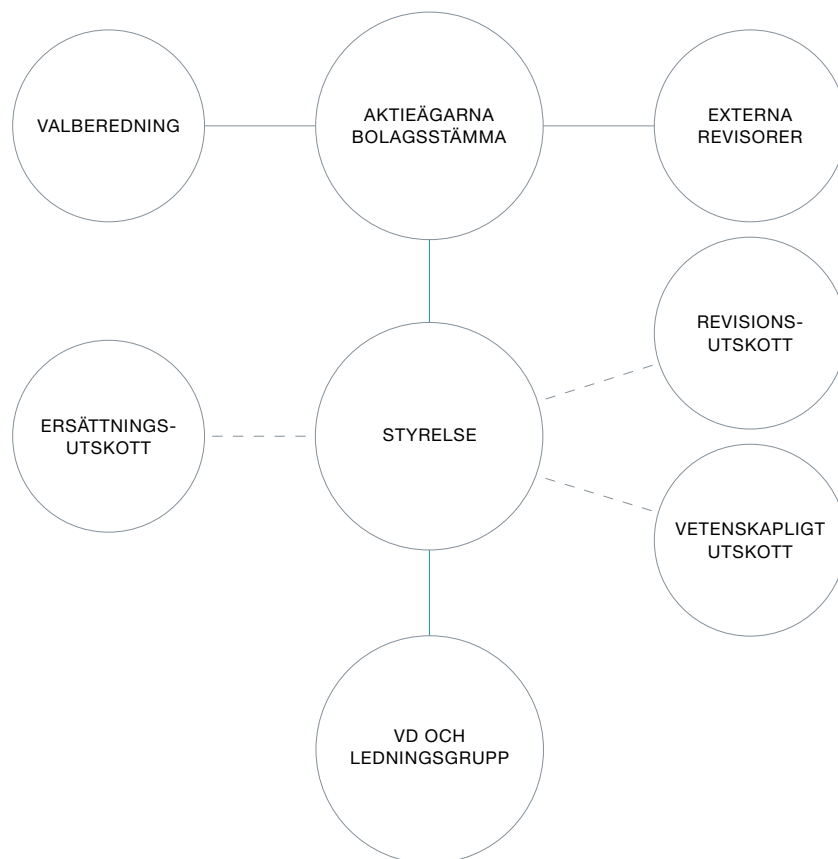 VALBEREDNING
AKTIEÄGARNA
BOLAGSSTÄMMA
EXTERNA
REVISORER
REVISIONS-
UTSKOTT
ERSÄTTNINGS-
UTSKOTT
STYRELSE
VETENSKAPLIGT
UTSKOTT
VD OCH
LEDNINGSGRUPP